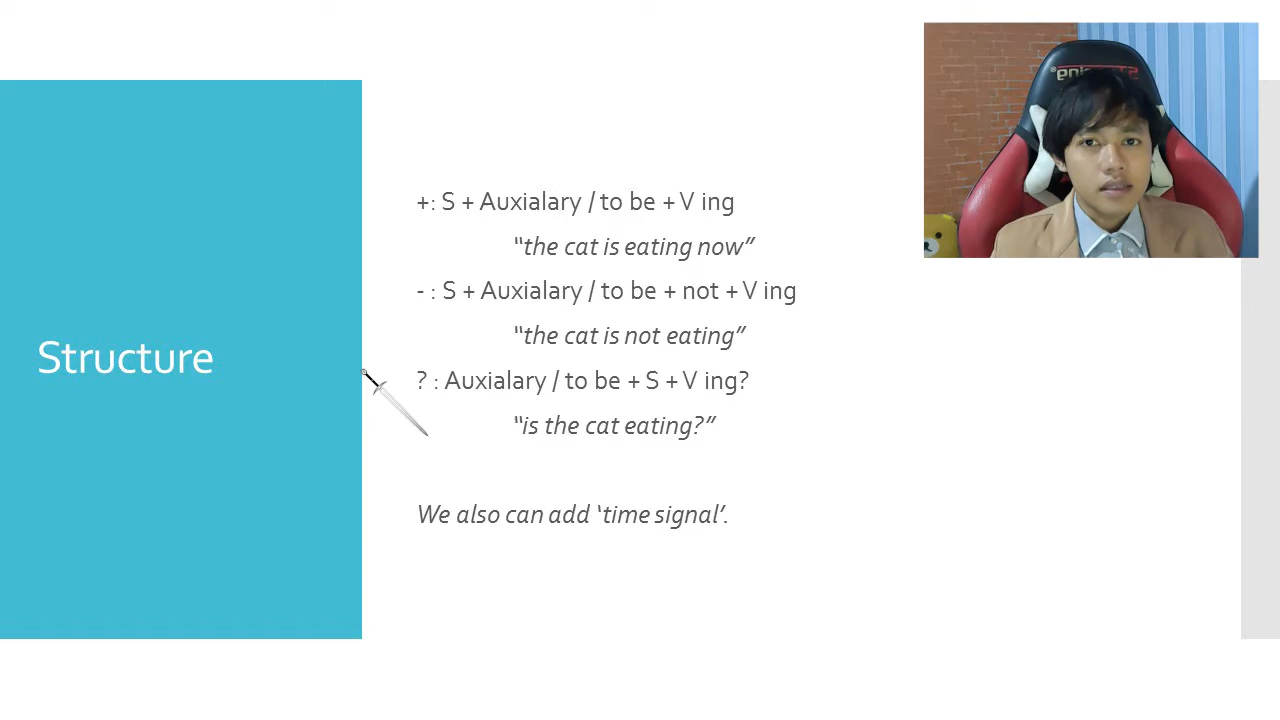 Structure
+: S + Auxialary / to be + V ing
“the cat is eating now”
- : S + Auxialary / to be + not + V ing
“the cat is not eating”
? : Auxialary / to be + S + V ing?
“is the cat eating?”
We also can add ‘time signal’.